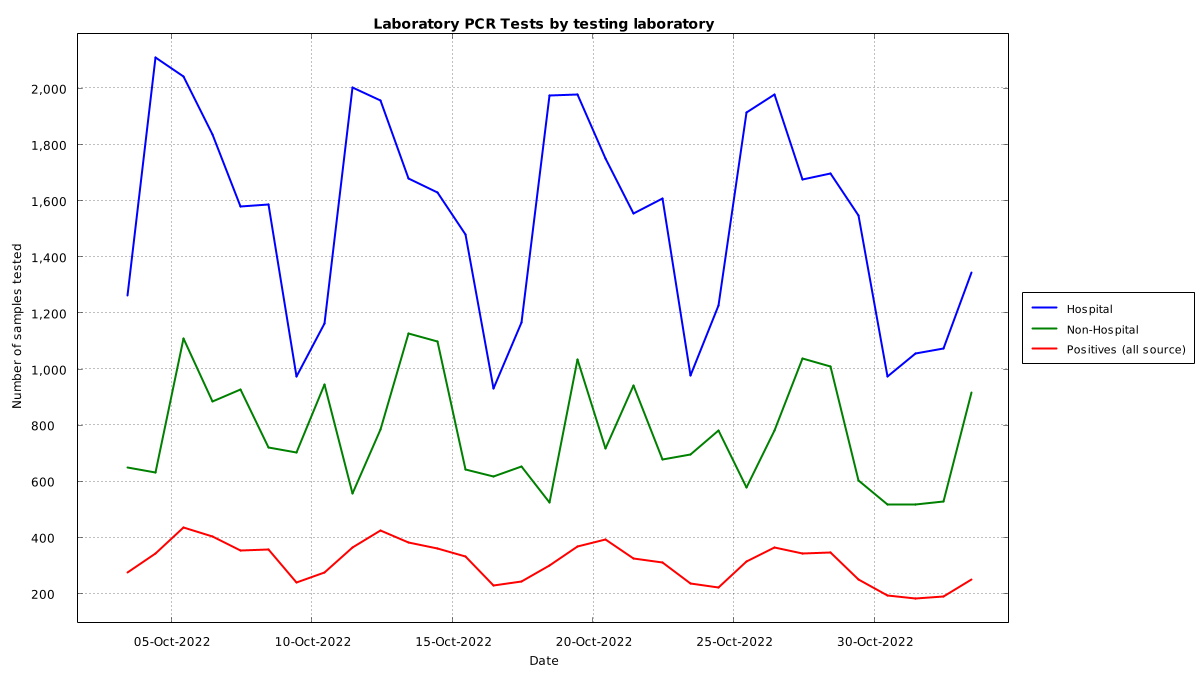 Laboratory PCR Tests by testing laboratory
2,000
1,800
1,600
1,400
1,200
1,000
800
600
400
200
Number of samples tested
05-Oct-2022
10-Oct-2022
15-Oct-2022
20-Oct-2022
25-Oct-2022
30-Oct-2022
Date
Hospital
Non-Hospital
Positives (all source)